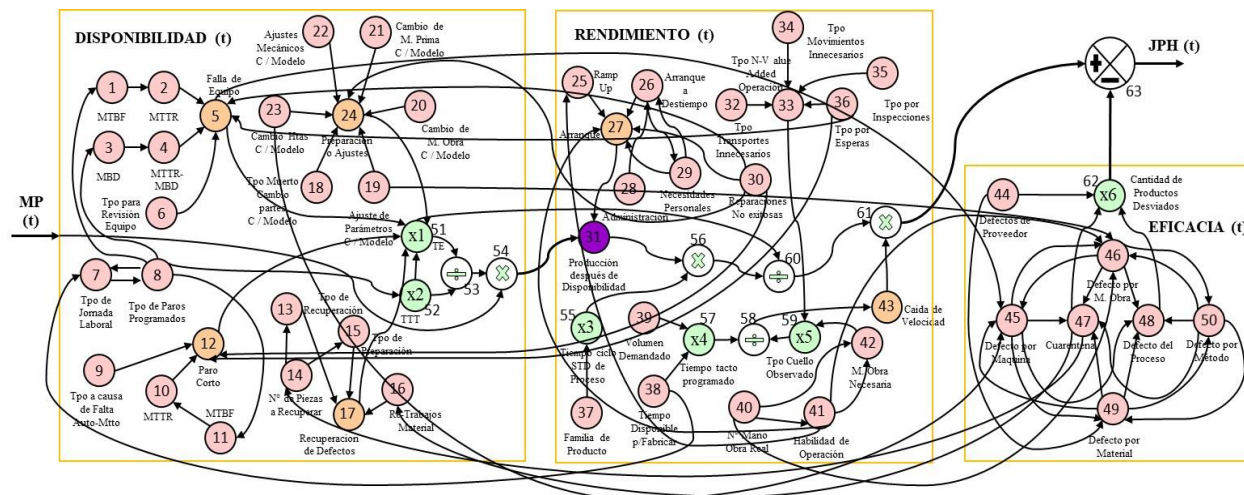 DISPONIBILIDAD (t)
22
Ajustes
Mecánicos
C / Modelo
21
Cambio de
M. Prima
C / Modelo
1
MTBF
2
MTTR
Falla de
Equipo
5
23
Cambio Htas
C / Modelo
24
Preparación
o Ajustes
20
Cambio de
M. Obra
C / Modelo
3
MBD
4
MTTR-
MBD
Tpo para
Revisión
Equipo
6
Tpo Muerto
Cambio
partes
C / Modelo
18
19
Ajuste de
Parámetros
C / Modelo
MP
(t)
x1
51
TE
x2
52
TTT
÷
53
×
54
7
Tpo de
Jornada
Laboral
8
Tpo de Paros
Programados
13
Tpo de
Recuperación
15
Tpo de
Preparación
12
Paro
Corto
9
Tpo a causa
de Falta
Auto-Mtto
10
MTTR
MTBF
11
14
Nº de Piezas
a Recuperar
16
Re-Trabajos
Material
17
Recuperacion
de Defectos
RENDIMIENTO (t)
34
Tpo
Movimientos
Innecesarios
25
Ramp
Up
26
Arranque
a
Destiempo
Tpo N-V alue
Added
Operación
35
Tpo por
Inspecciones
Arranque
27
32
Tpo
Transportes
Innecesarios
33
36
Tpo por
Esperas
28
Administración
29
Necesidades
Personales
30
Reparaciones
No exitosas
31
Producción
después de
Disponibilidad
56
×
÷
60
61
×
55
x3
Tiempo ciclo
STD de
Proceso
39
Volumen
Demandado
57
x4
Tiempo tacto
programado
58
÷
59
x5
Tpo Cuello
Observado
43
Caida de
Velocidad
42
M. Obra
Necesaria
37
Familia de
Producto
38
Tiempo
Disponible
p/Fabricar
40
Nº Mano
Obra Real
41
Habilidad de
Operación
+
−
63
JPH (t)
44
Defectos de
Proveedor
62
x6
Cantidad de
Productos
Desviados
EFICACIA (t)
46
Defecto por
M. Obra
45
Defecto por
Maquina
47
Cuarentena
48
Defecto del
Proceso
50
Defecto por
Método
49
Defecto por
Material